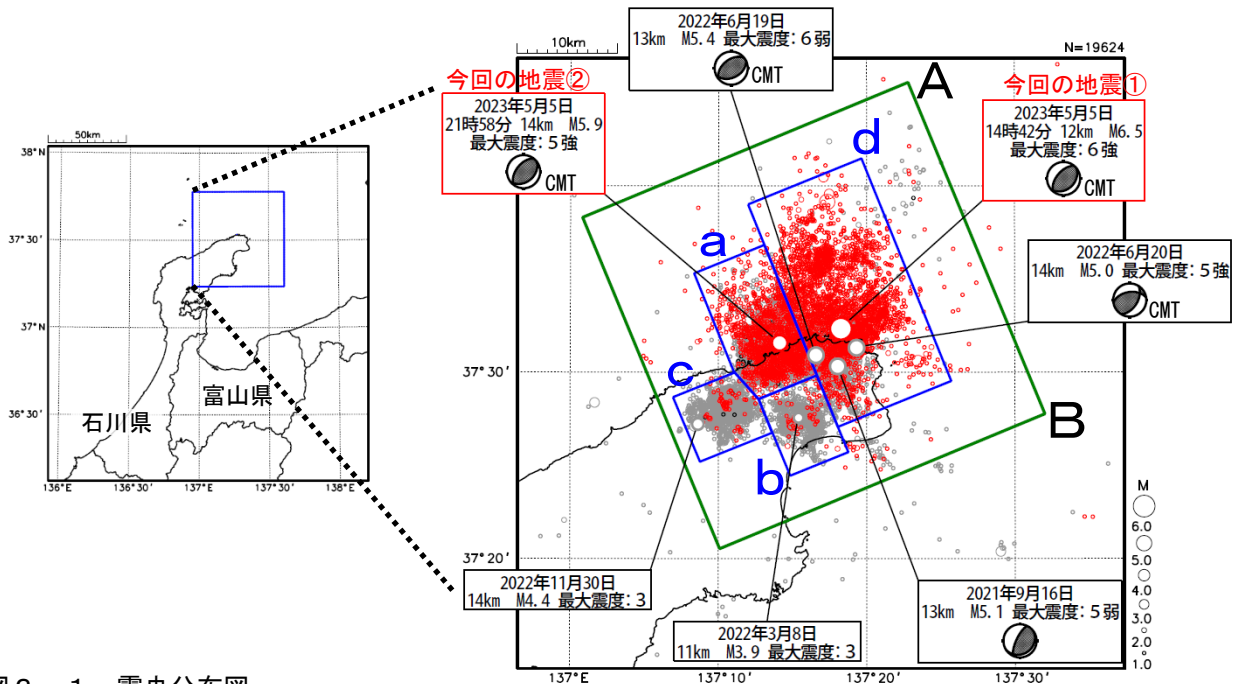 50km
38°N
37°30′
37°N
36°30′
136°E
136°30′
137°E
137°30′
138°E
石川県
富山県
10km
N=19624
2022年6月19日
13km M5.4 最大震度:6弱
CMT
今回の地震②
2023年5月5日
21時58分 14km M5.9
最大震度:5強
CMT
今回の地震①
2023年5月5日
14時42分 12km M6.5
最大震度:6強
CMT
2022年6月20日
14km M5.0 最大震度:5強
CMT
A
d
a
c
b
B
37°30′
37°20′
2022年11月30日
14km M4.4 最大震度:3
2022年3月8日
11km M3.9 最大震度:3
2021年9月16日
13km M5.1 最大震度:5弱
M
6.0
5.0
4.0
3.0
2.0
1.0
137°E
137°10′
137°20′
137°30′
図2-1 震央分布図